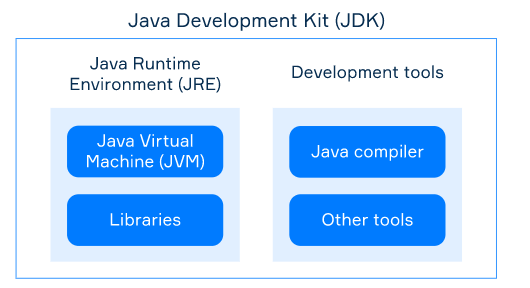 Java Development Kit (JDK)
Java Runtime
Environment (JRE)
Java Virtual
Machine (JVM)
Libraries
Development tools
Java compiler
Other tools